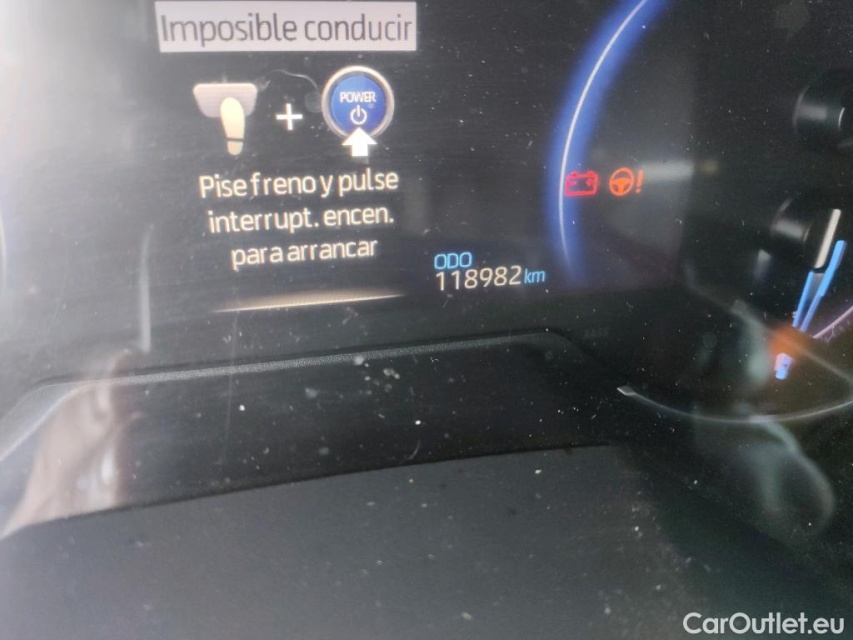 Imposible conducir
POWER
+
Pise freno y pulse
interrupt. encen.
para arrancar
ODO
118982 km
!
CarOutlet.eu